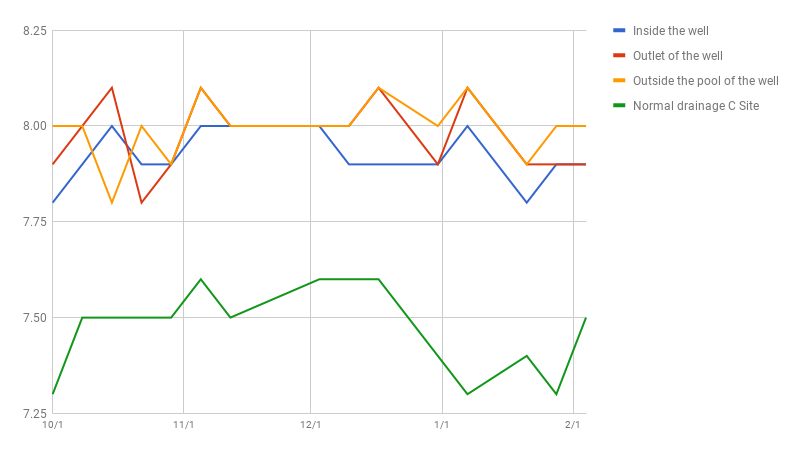 8.25
8.00
7.75
7.50
7.25
10/1
11/1
12/1
1/1
2/1
Inside the well
Outlet of the well
Outside the pool of the well
Normal drainage C Site